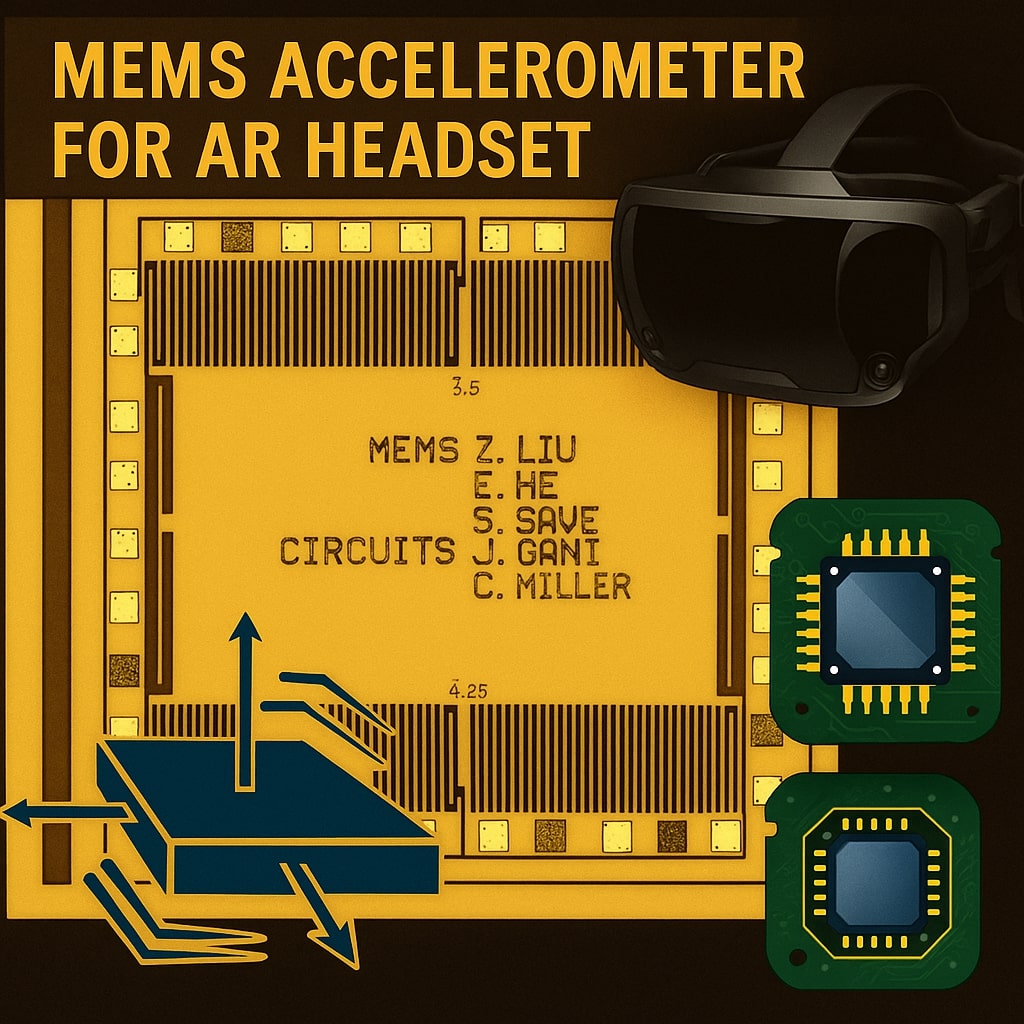 MEMS ACCELEROMETER
FOR AR HEADSET
3.5
MEMS Z. LIU
E. HE
S. SAVE
CIRCUITS J. GANI
C. MILLER
4.25